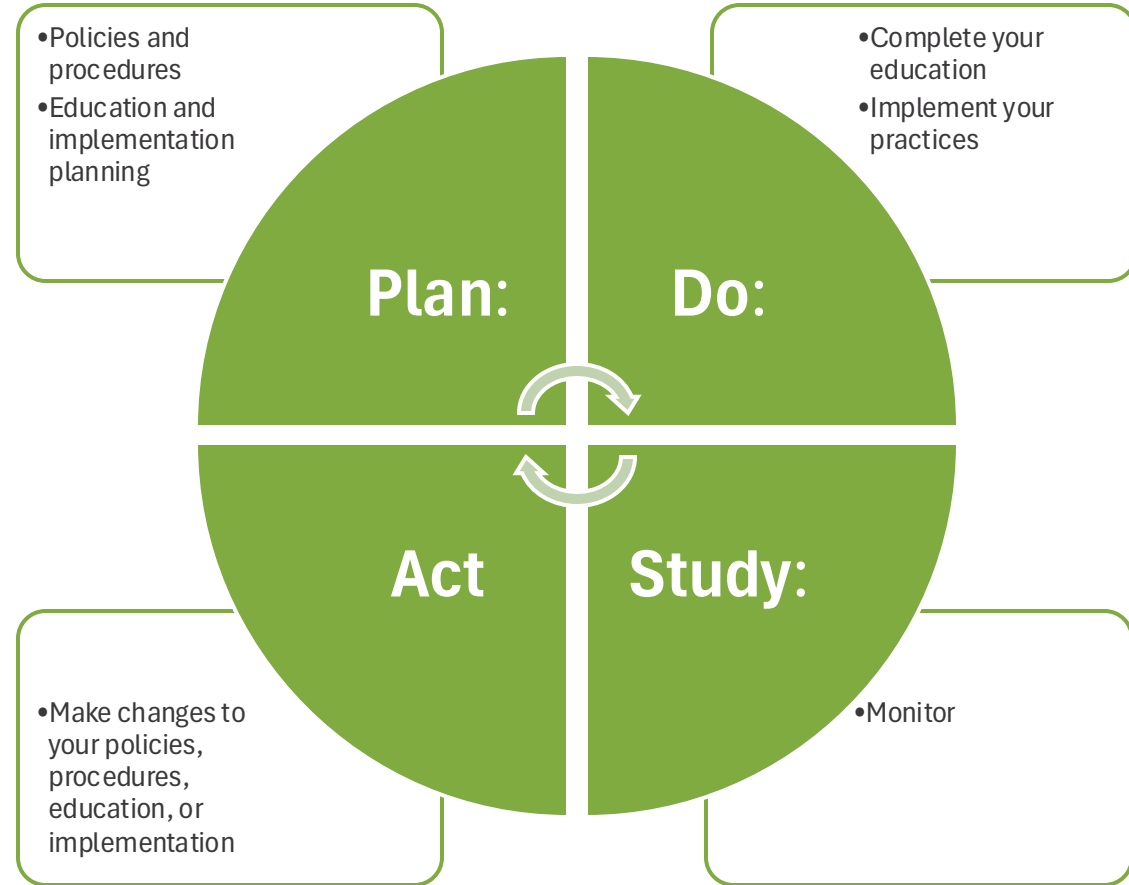 •Policies and
procedures
•Education and
implementation
planning
Plan:
•Complete your
education
•Implement your
practices
Do:
Act
•Make changes to
your policies,
procedures,
education, or
implementation
Study:
•Monitor